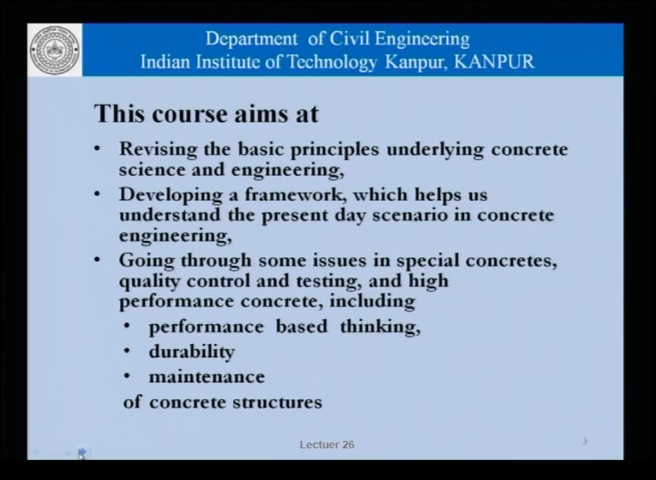 Department of Civil Engineering
Indian Institute of Technology Kanpur, KANPUR
This course aims at
• Revising the basic principles underlying concrete
science and engineering,
• Developing a framework, which helps us
understand the present day scenario in concrete
engineering,
• Going through some issues in special concretes,
quality control and testing, and high
performance concrete, including
• performance based thinking,
• durability
• maintenance
of concrete structures
Lectuer 26
3